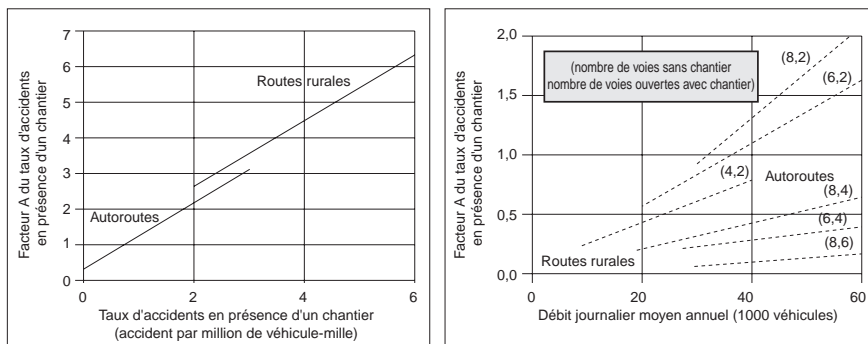 Facteur A du taux d'accidents
en présence d'un chantier
7
6
5
4
3
2
1
0
Routes rurales
Autoroutes
0
2
4
6
Taux d'accidents en présence d'un chantier
(accident par million de véhicule-mille)
Facteur A du taux d'accidents
en présence d'un chantier
2,0
1,5
1,0
0,5
0,0
(nombre de voies sans chantier
nombre de voies ouvertes avec chantier)
(8,2)
(6,2)
(4,2)
Autoroutes
(8,4)
(6,4)
(8,6)
Routes rurales
0
20
40
60
Débit journalier moyen annuel (1000 véhicules)